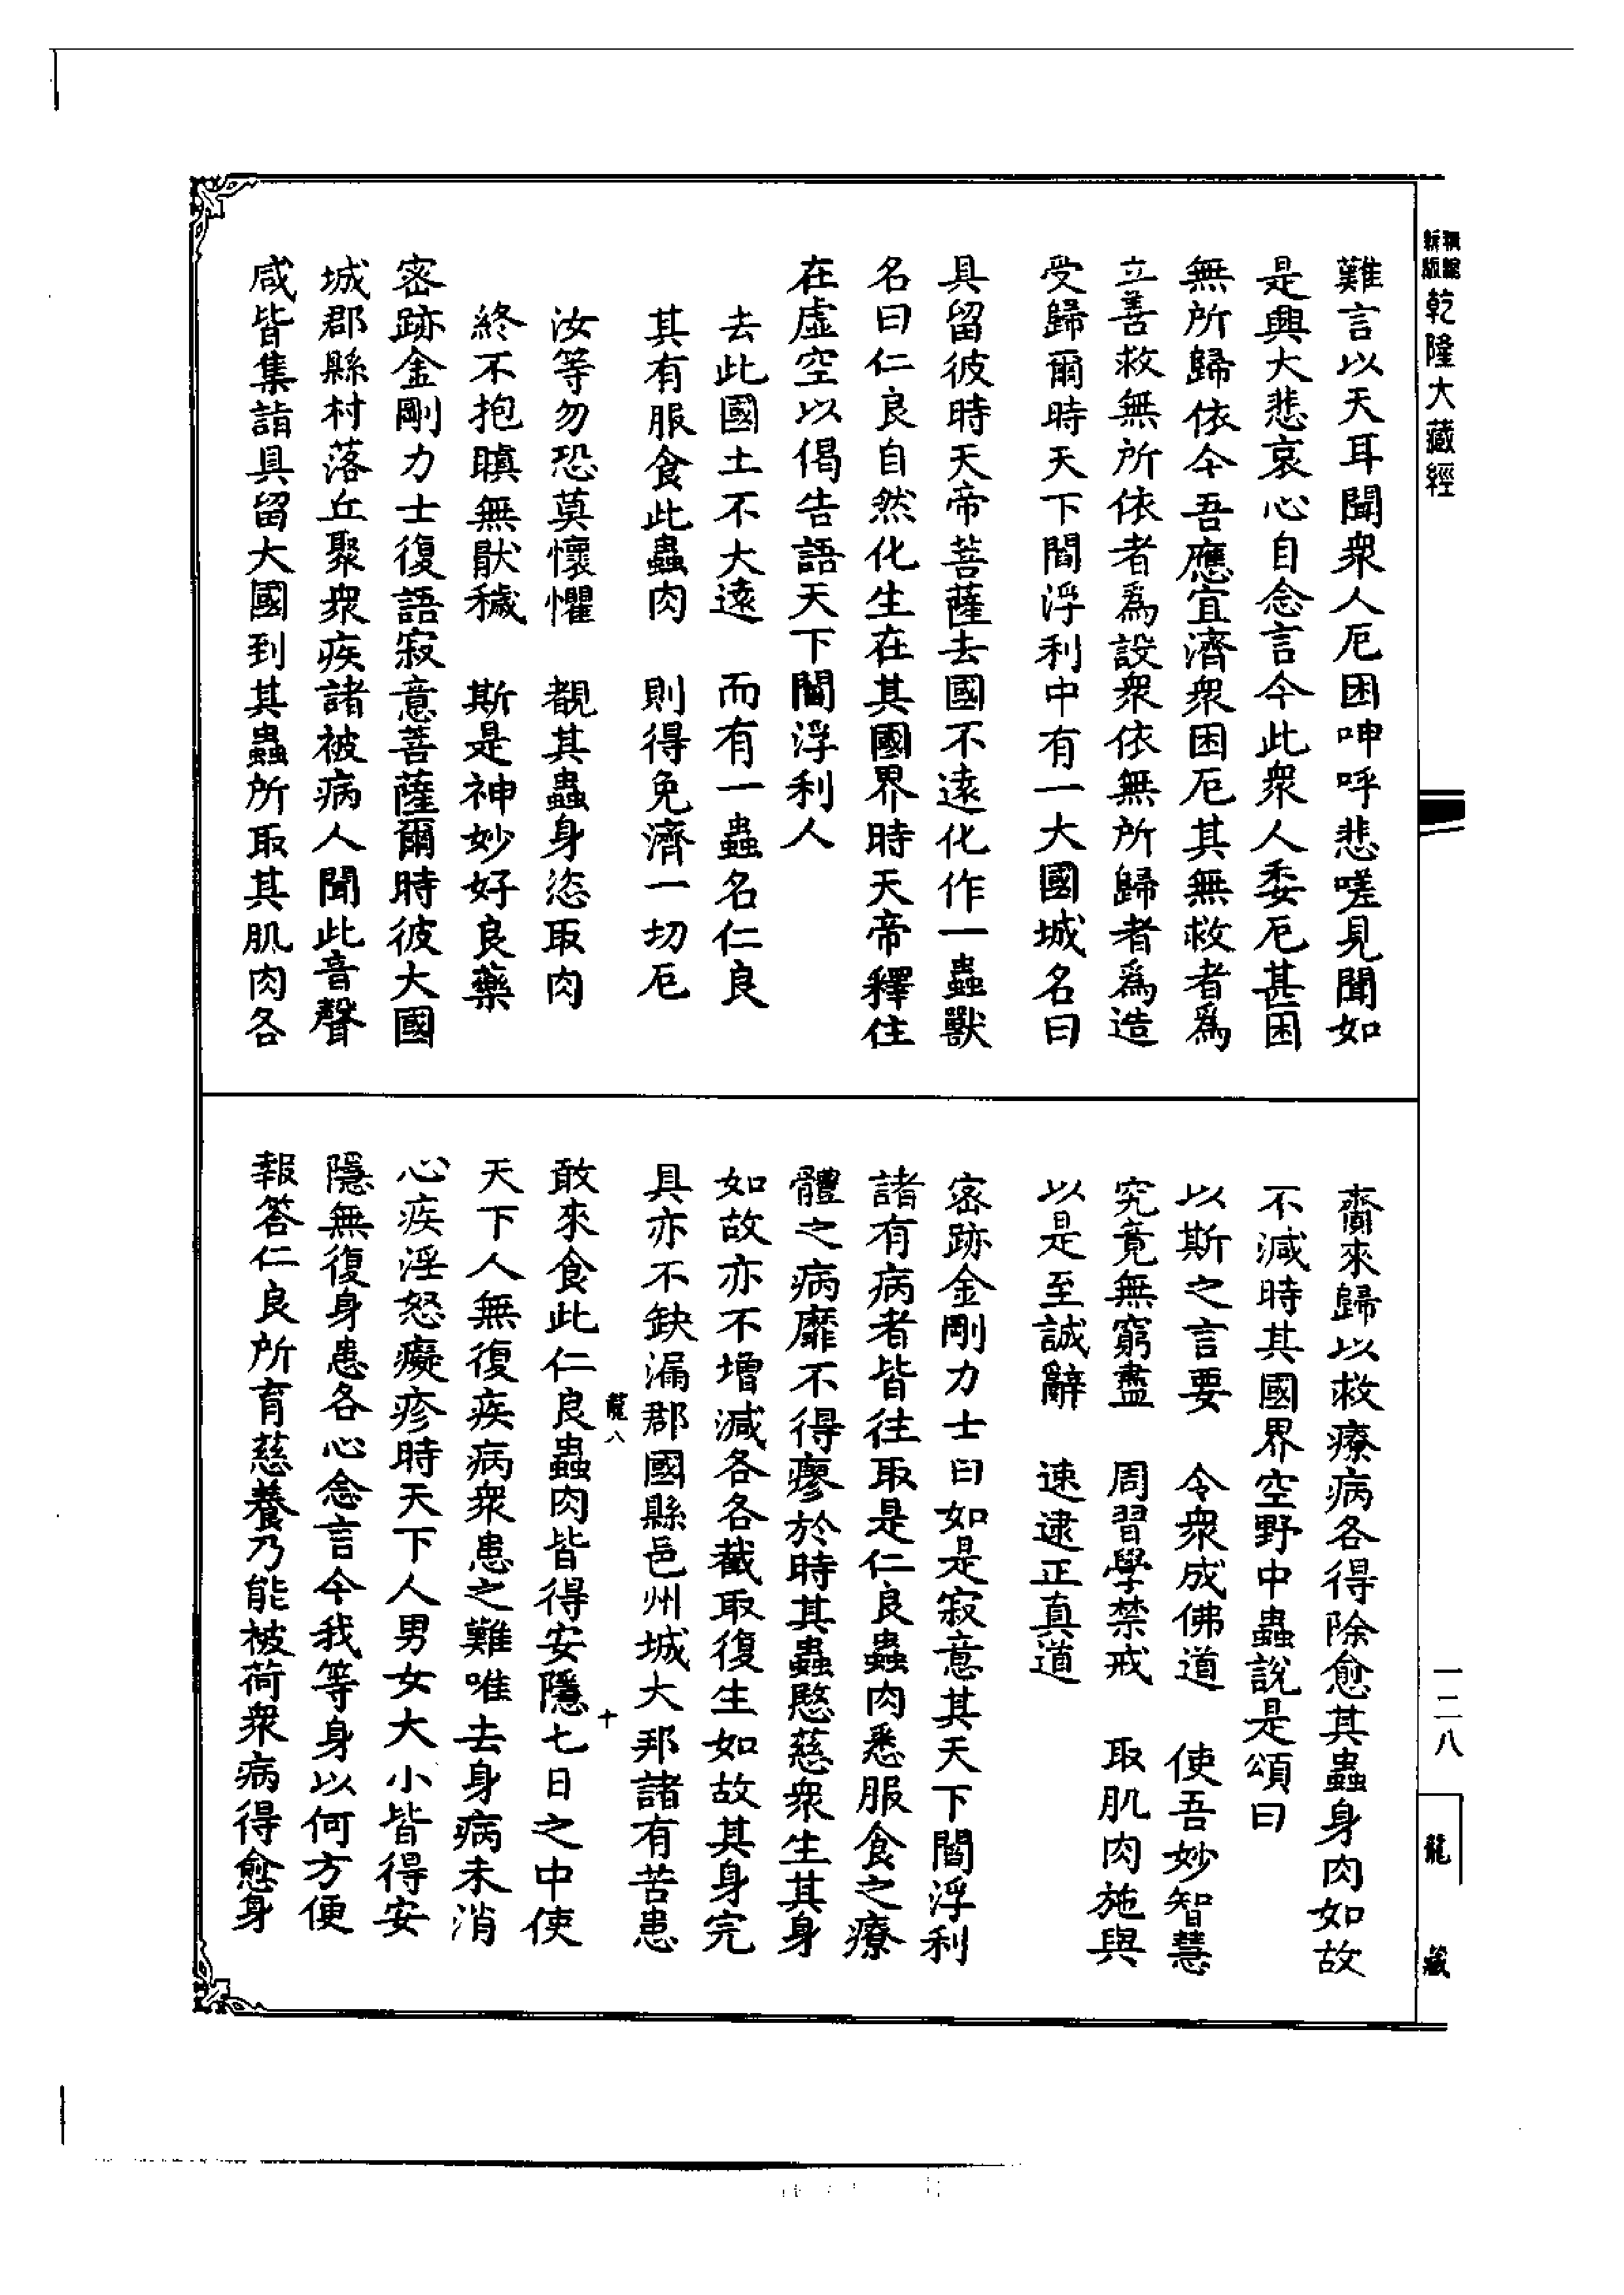 乾隆大藏經
難言以天耳聞衆人厄困呻呼悲嗟見聞如
是興大悲哀心自念言今此衆人委厄甚困
無所歸依今吾應宜濟衆困厄其無救者爲
立善救無所依者爲設衆依無所歸者爲造
受歸爾時天下閻浮利中有一大國城名曰
具留彼時天帝菩薩去國不遠化作一蟲獸
名曰仁良自然化生在其國界時天帝釋住
在虛空以偈告語天下閻浮利人
去此國土不大遠　而有一蟲名仁良
其有服食此蟲肉　則得免濟一切厄
汝等勿恐莫懷懼　覩其蟲身恣取肉
終不抱瞋無猒穢　斯是神妙好良藥
密跡金剛力士復語寂意菩薩爾時彼大國
城郡縣村落丘聚衆疾諸被病人聞此音聲
咸皆集詣具留大國到其蟲所取其肌肉各
齎來歸以救療病各得除愈其蟲身肉如故
不減時其國界空野中蟲說是頌曰
以斯之言要　令衆成佛道　使吾妙智慧
究竟無窮盡　周習學禁戒　取肌肉施與
以是至誠辭　速逮正真道
密跡金剛力士曰如是寂意其天下閻浮利
諸有病者皆往取是仁良蟲肉悉服食之療
體之病靡不得瘳於時其蟲愍慈衆生其身
如故亦不增減各各截取復生如故其身完
具亦不缺漏郡國縣邑州城大邦諸有苦患
龍八　十
敢來食此仁良蟲肉皆得安隱七日之中使
天下人無復疾病衆患之難唯去身病未消
心疾淫怒癡疹時天下人男女大小皆得安
隱無復身患各心念言今我等身以何方便
報答仁良所育慈養乃能被荷衆病得愈身
一二八
龍藏